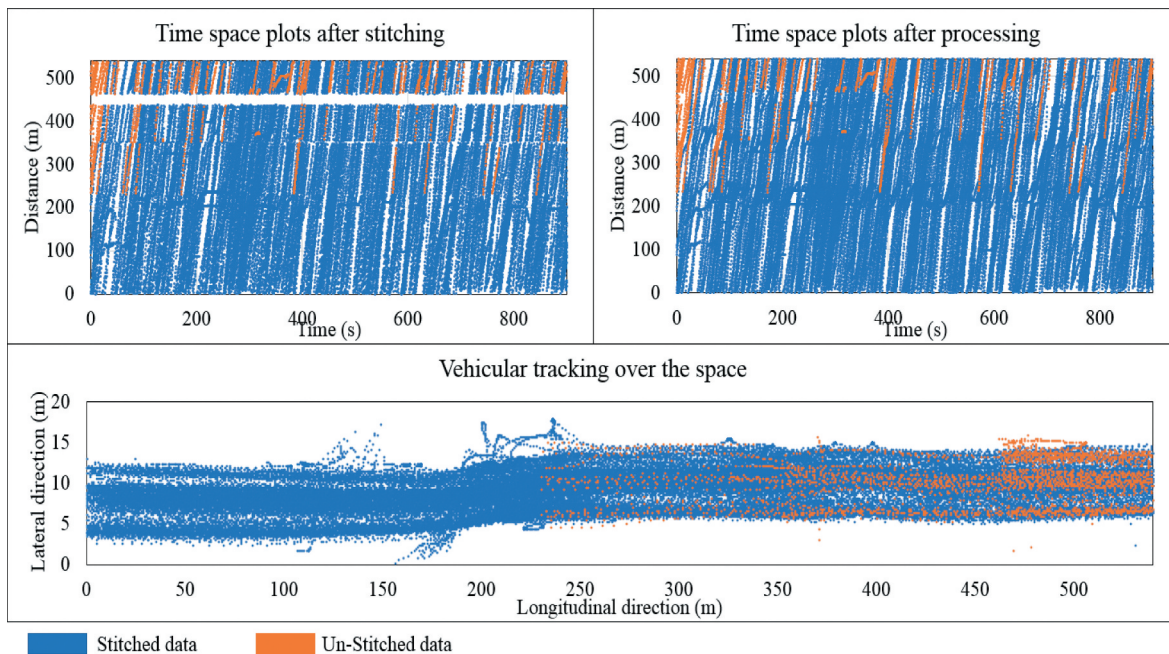 Time space plots after stitching
Distance (m)
500
400
300
200
100
0
0 200 400 600 800
Time (s)
Time space plots after processing
Distance (m)
500
400
300
200
100
0
0 200 400 600 800
Time (s)
Vehicular tracking over the space
Lateral direction (m)
20
15
10
5
0
0 50 100 150 200 250 300 350 400 450 500
Longitudinal direction (m)
Stitched data Un-Stitched data